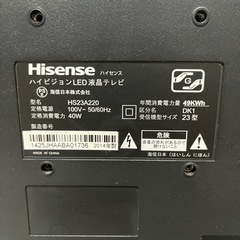 Hisense ハイセンス
ハイビジョンLED液晶テレビ
海信日本株式会社
型名 HS23A220
定格電源 100V~ 50/60Hz
定格消費電力 40W
年間消費電力量 49KWh
区分 DK1
受信機型サイズ 23型
製造番号
1425JHAABA01736 2014年製
MADE IN CHINA
危険
海信日本 (はいしん にほん)